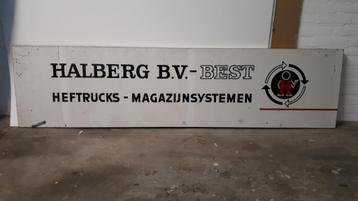 HALBERG B.V.-BEST
HEFTRUCKS - MAGAZIJNSYSTEMEN